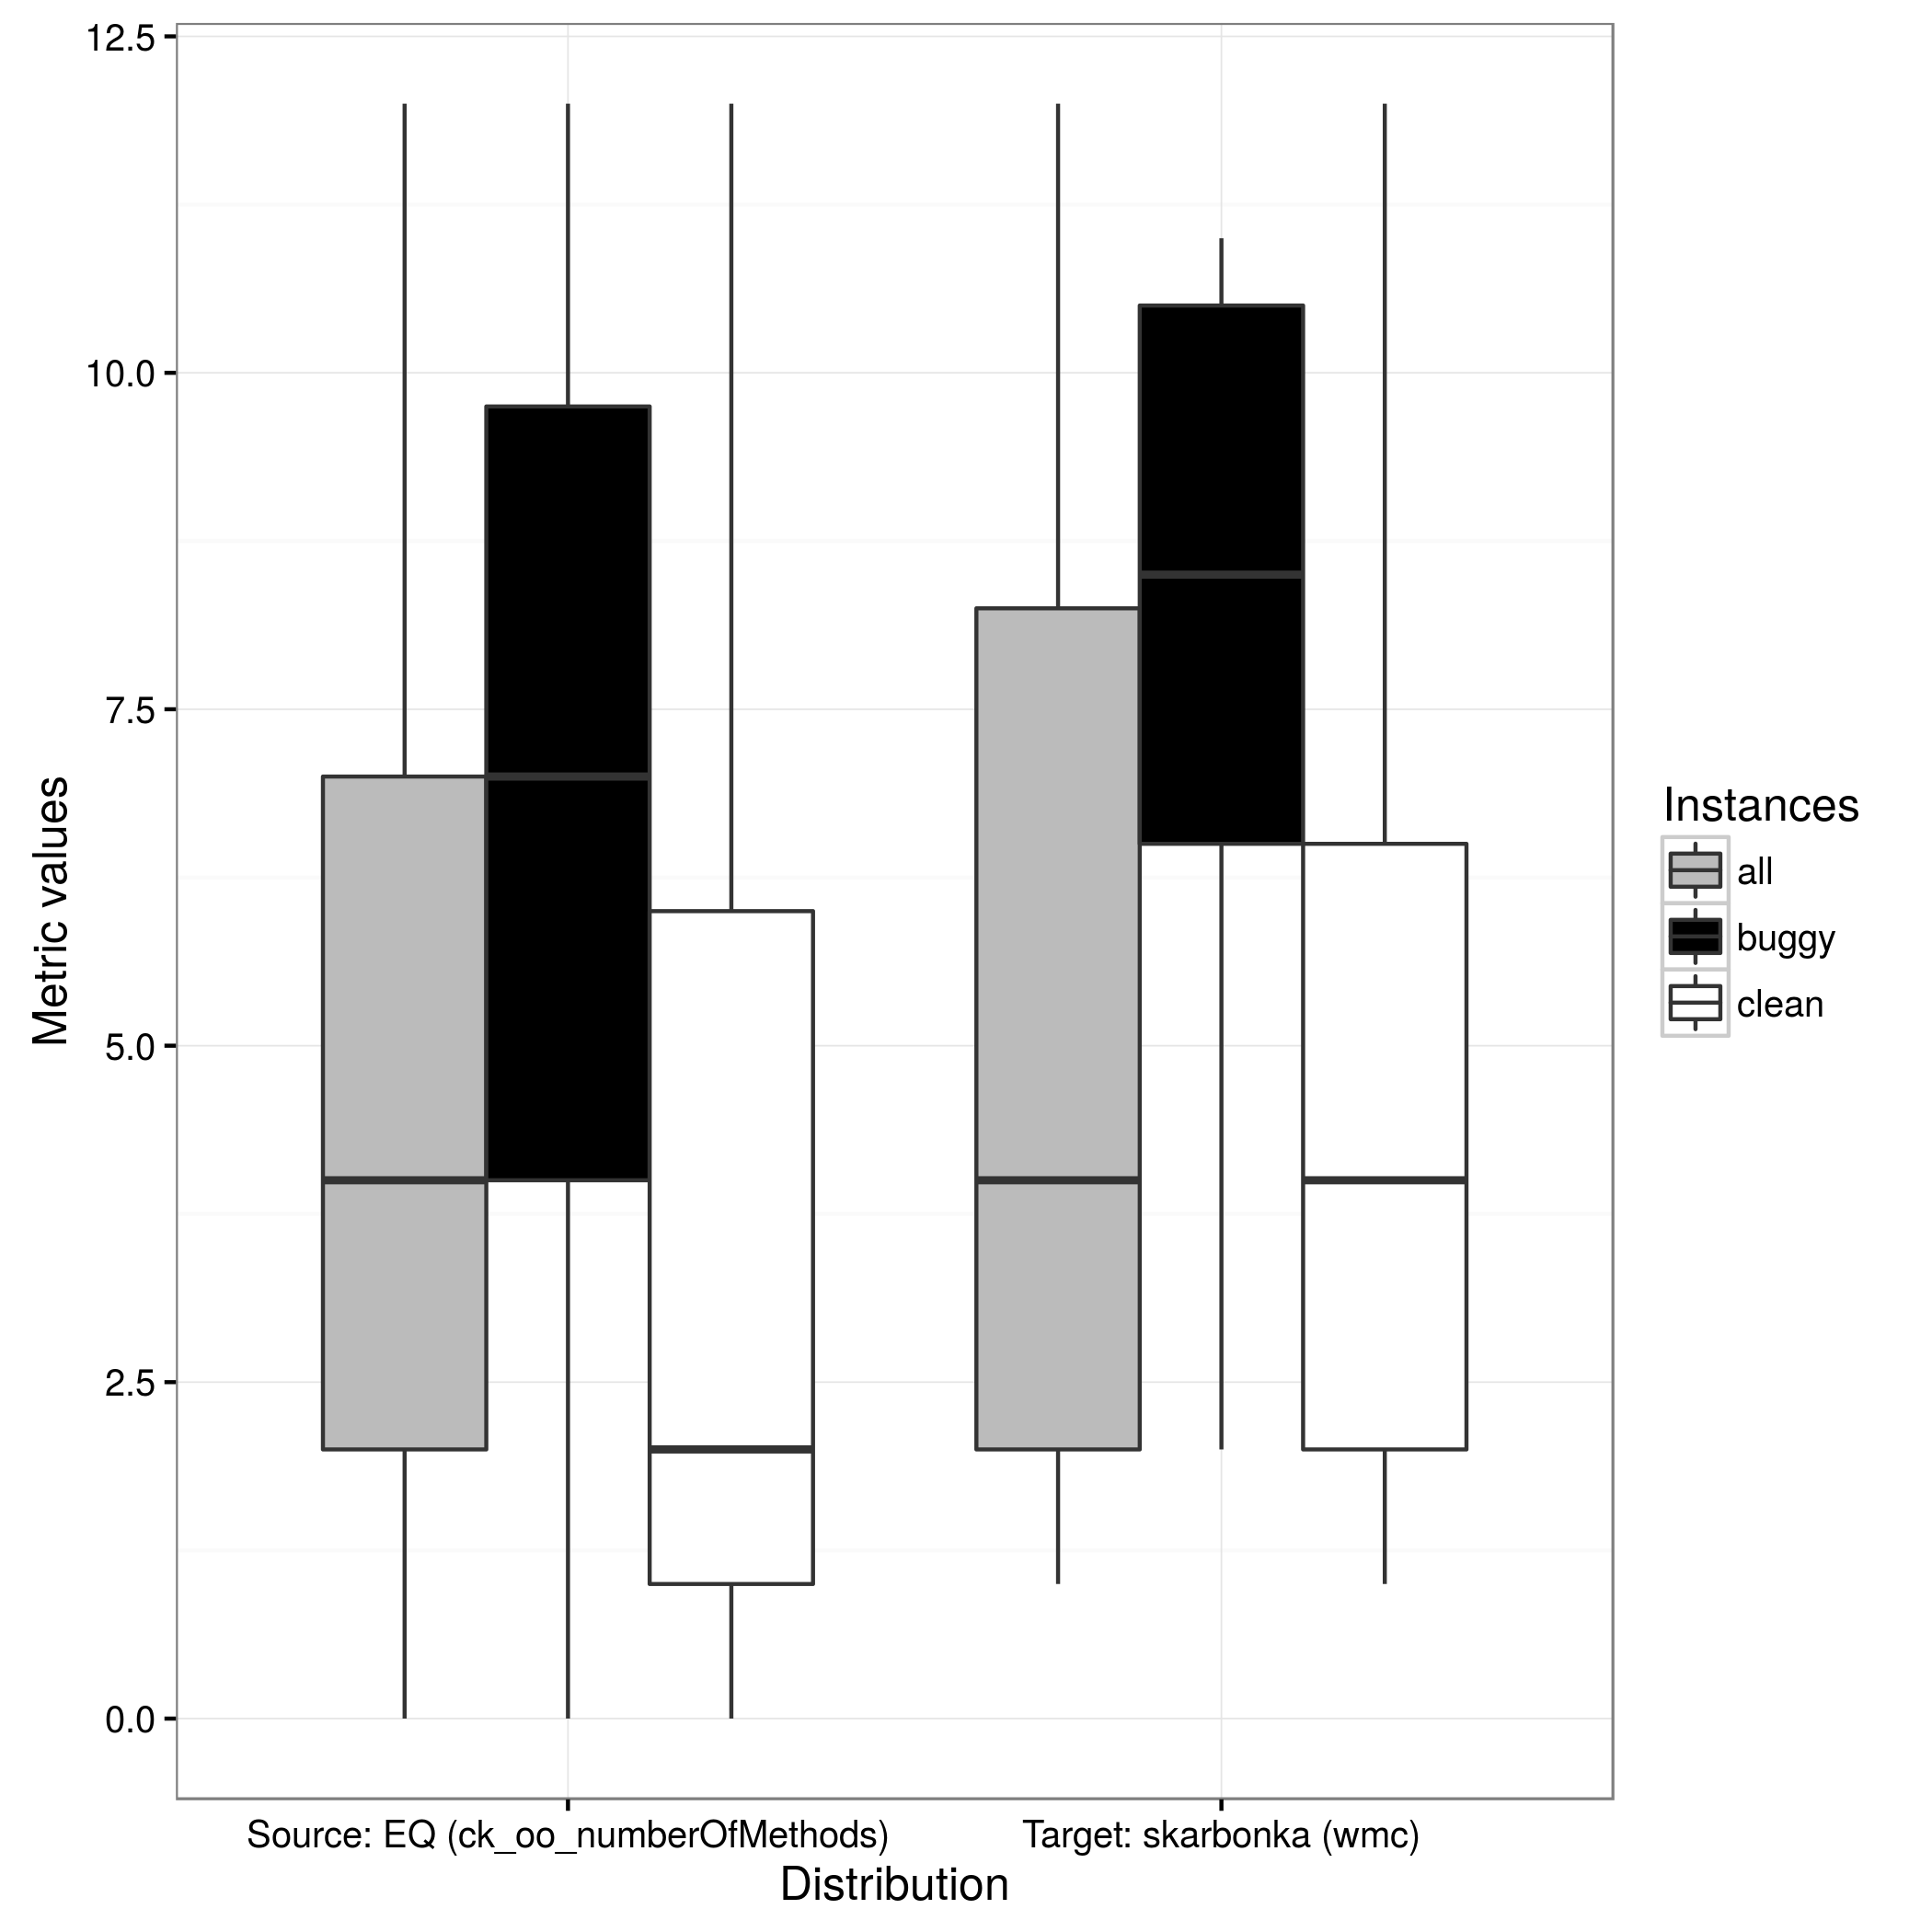 12.5
10.0
7.5
5.0
2.5
0.0
Metric values
Source: EQ (ck_oo_numberOfMethods)
Target: skarbonka (wmc)
Distribution
Instances
all
buggy
clean